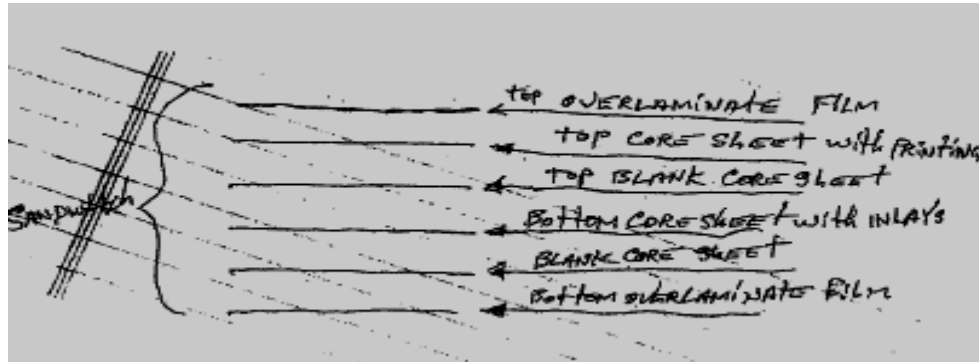 top OVERLAMINATE FILM
TOP CORE SHEET with PRINTING
TOP BLANK CORE SHEET
SANDWICH
BOTTOM CORE SHEET with INLAYS
BLANK CORE SHEET
BOTTOM OVERLAMINATE FILM